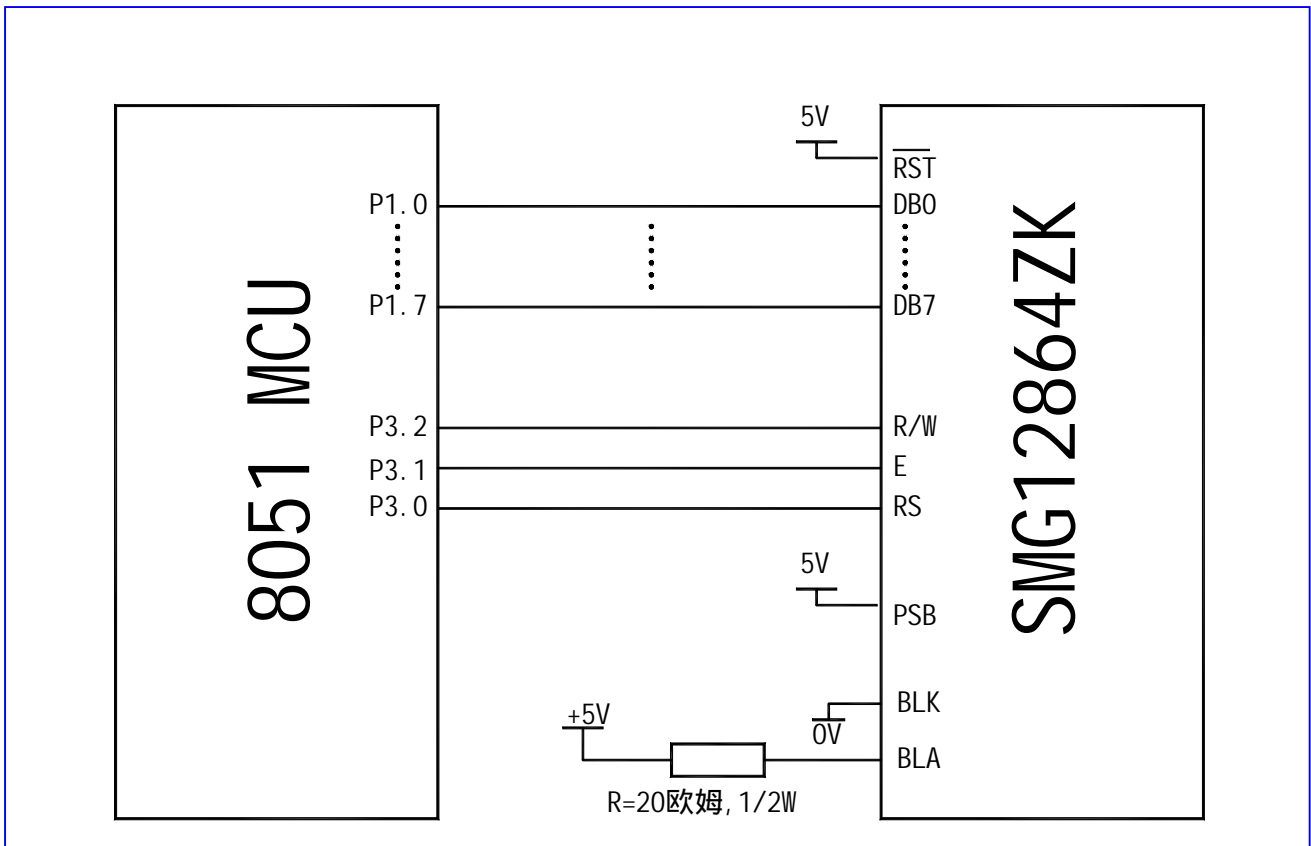 5V
RST
P1.0
DB0
P1.7
DB7
8051 MCU
SMG12864ZK
P3.2
R/W
P3.1
E
P3.0
RS
5V
PSB
BLK
+5V
0V
BLA
R=20欧姆,1/2W